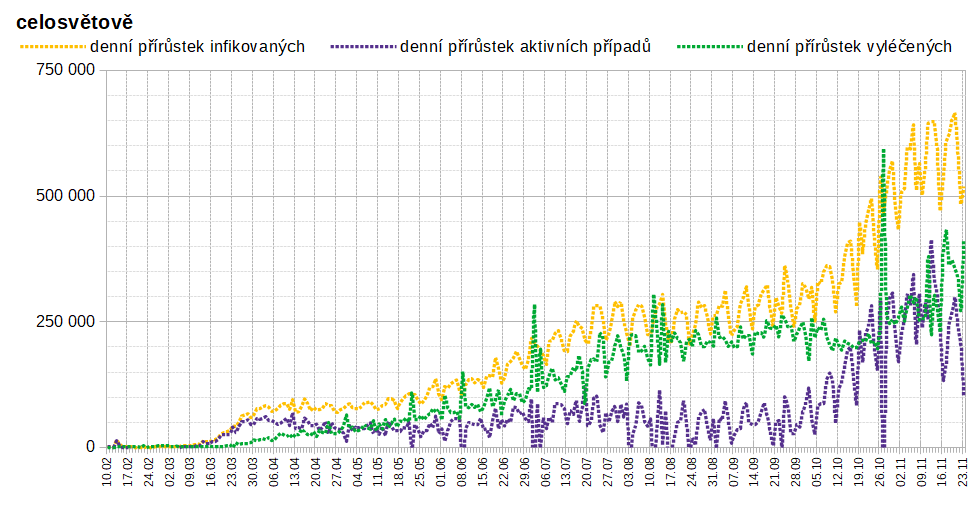 celosvětově
denní přírůstek infikovaných denní přírůstek aktivních případů denní přírůstek vyléčených
750 000
500 000
250 000
0
10.02 17.02 24.02 02.03 09.03 16.03 23.03 30.03 06.04 13.04 20.04 27.04 04.05 11.05 18.05 25.05 01.06 08.06 15.06 22.06 29.06 06.07 13.07 20.07 27.07 03.08 10.08 17.08 24.08 31.08 07.09 14.09 21.09 28.09 05.10 12.10 19.10 26.10 02.11 09.11 16.11 23.11